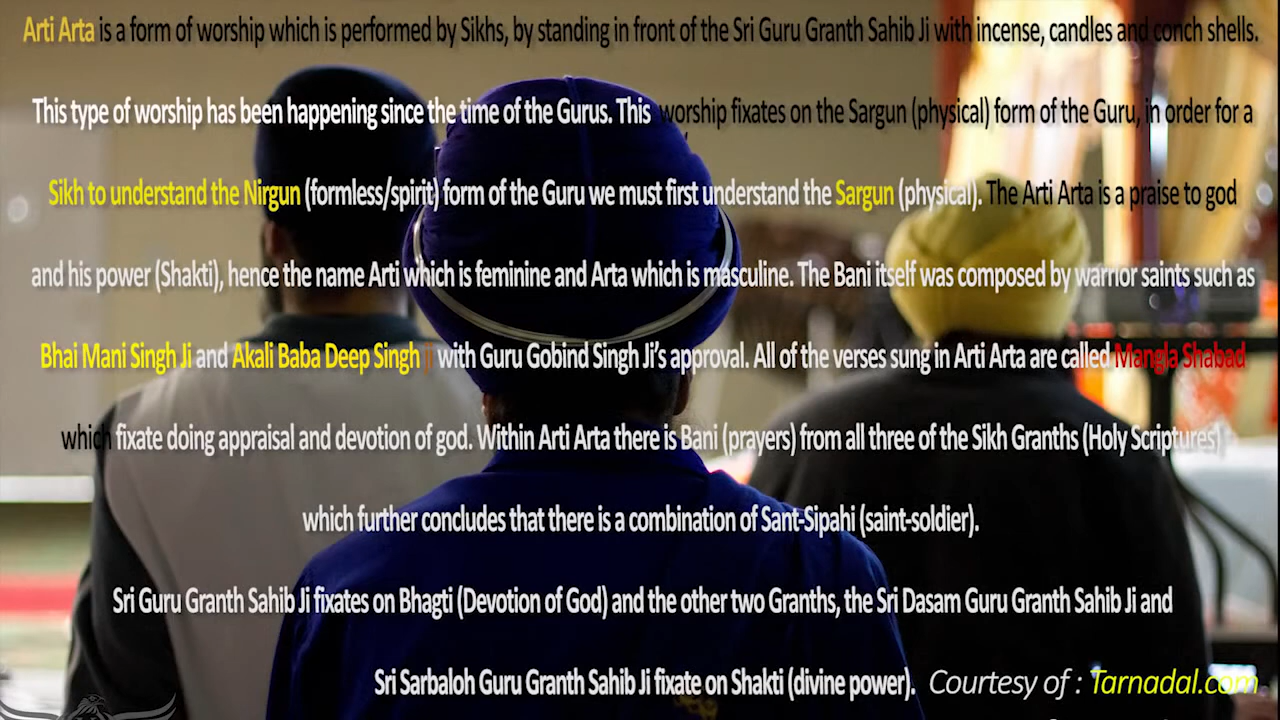 Arti Arta is a form of worship which is performed by Sikhs, by standing in front of the Sri Guru Granth Sahib Ji with incense, candles and conch shells.
This type of worship has been happening since the time of the Gurus. This worship fixates on the Sargun (physical) form of the Guru, in order for a
Sikh to understand the Nirgun (formless/spirit) form of the Guru we must first understand the Sargun (physical). The Arti Arta is a praise to god
and his power (Shakti), hence the name Arti which is feminine and Arta which is masculine. The Bani itself was composed by warrior saints such as
Bhai Mani Singh Ji and Akali Baba Deep Singh ji with Guru Gobind Singh Ji's approval. All of the verses sung in Arti Arta are called Mangla Shabad
which fixate doing appraisal and devotion of god. Within Arti Arta there is Bani (prayers) from all three of the Sikh Granths (Holy Scriptures)
which further concludes that there is a combination of Sant-Sipahi (saint-soldier).
Sri Guru Granth Sahib Ji fixates on Bhagti (Devotion of God) and the other two Granths, the Sri Dasam Guru Granth Sahib Ji and
Sri Sarbaloh Guru Granth Sahib Ji fixate on Shakti (divine power). Courtesy of : Tarnadal.com